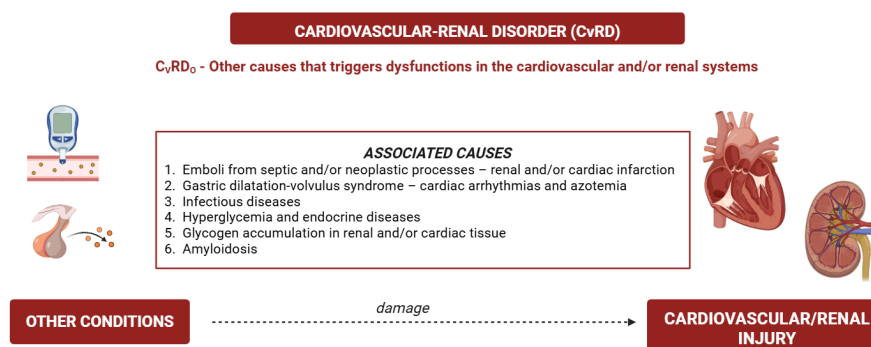 CARDIOVASCULAR-RENAL DISORDER (CvRD)
CᵥRDₒ - Other causes that triggers dysfunctions in the cardiovascular and/or renal systems
ASSOCIATED CAUSES
1. Emboli from septic and/or neoplastic processes – renal and/or cardiac infarction
2. Gastric dilatation-volvulus syndrome – cardiac arrhythmias and azotemia
3. Infectious diseases
4. Hyperglycemia and endocrine diseases
5. Glycogen accumulation in renal and/or cardiac tissue
6. Amyloidosis
OTHER CONDITIONS
damage
CARDIOVASCULAR/RENAL
INJURY